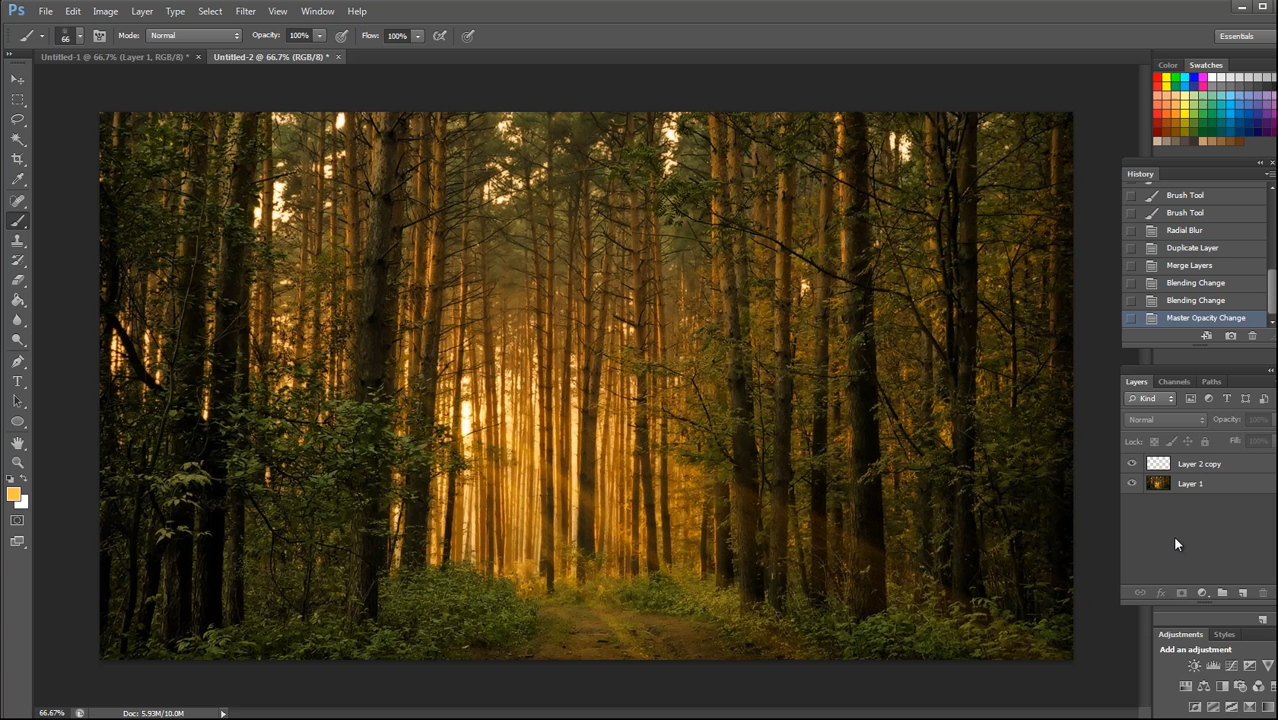 Ps File Edit Image Layer Type Select Filter View Window Help
66 Mode: Normal Opacity: 100% Flow: 100% Essentials
Untitled-1 @ 66.7% (Layer 1, RGB/8) * × Untitled-2 @ 66.7% (RGB/8) * ×
Color Swatches
History
Brush Tool
Brush Tool
Radial Blur
Duplicate Layer
Merge Layers
Blending Change
Blending Change
Master Opacity Change
Layers Channels Paths
Kind
Normal Opacity: 100%
Lock: Fill: 100%
Layer 2 copy
Layer 1
Adjustments Styles
Add an adjustment
66.67% Doc: 5.93M/10.0M